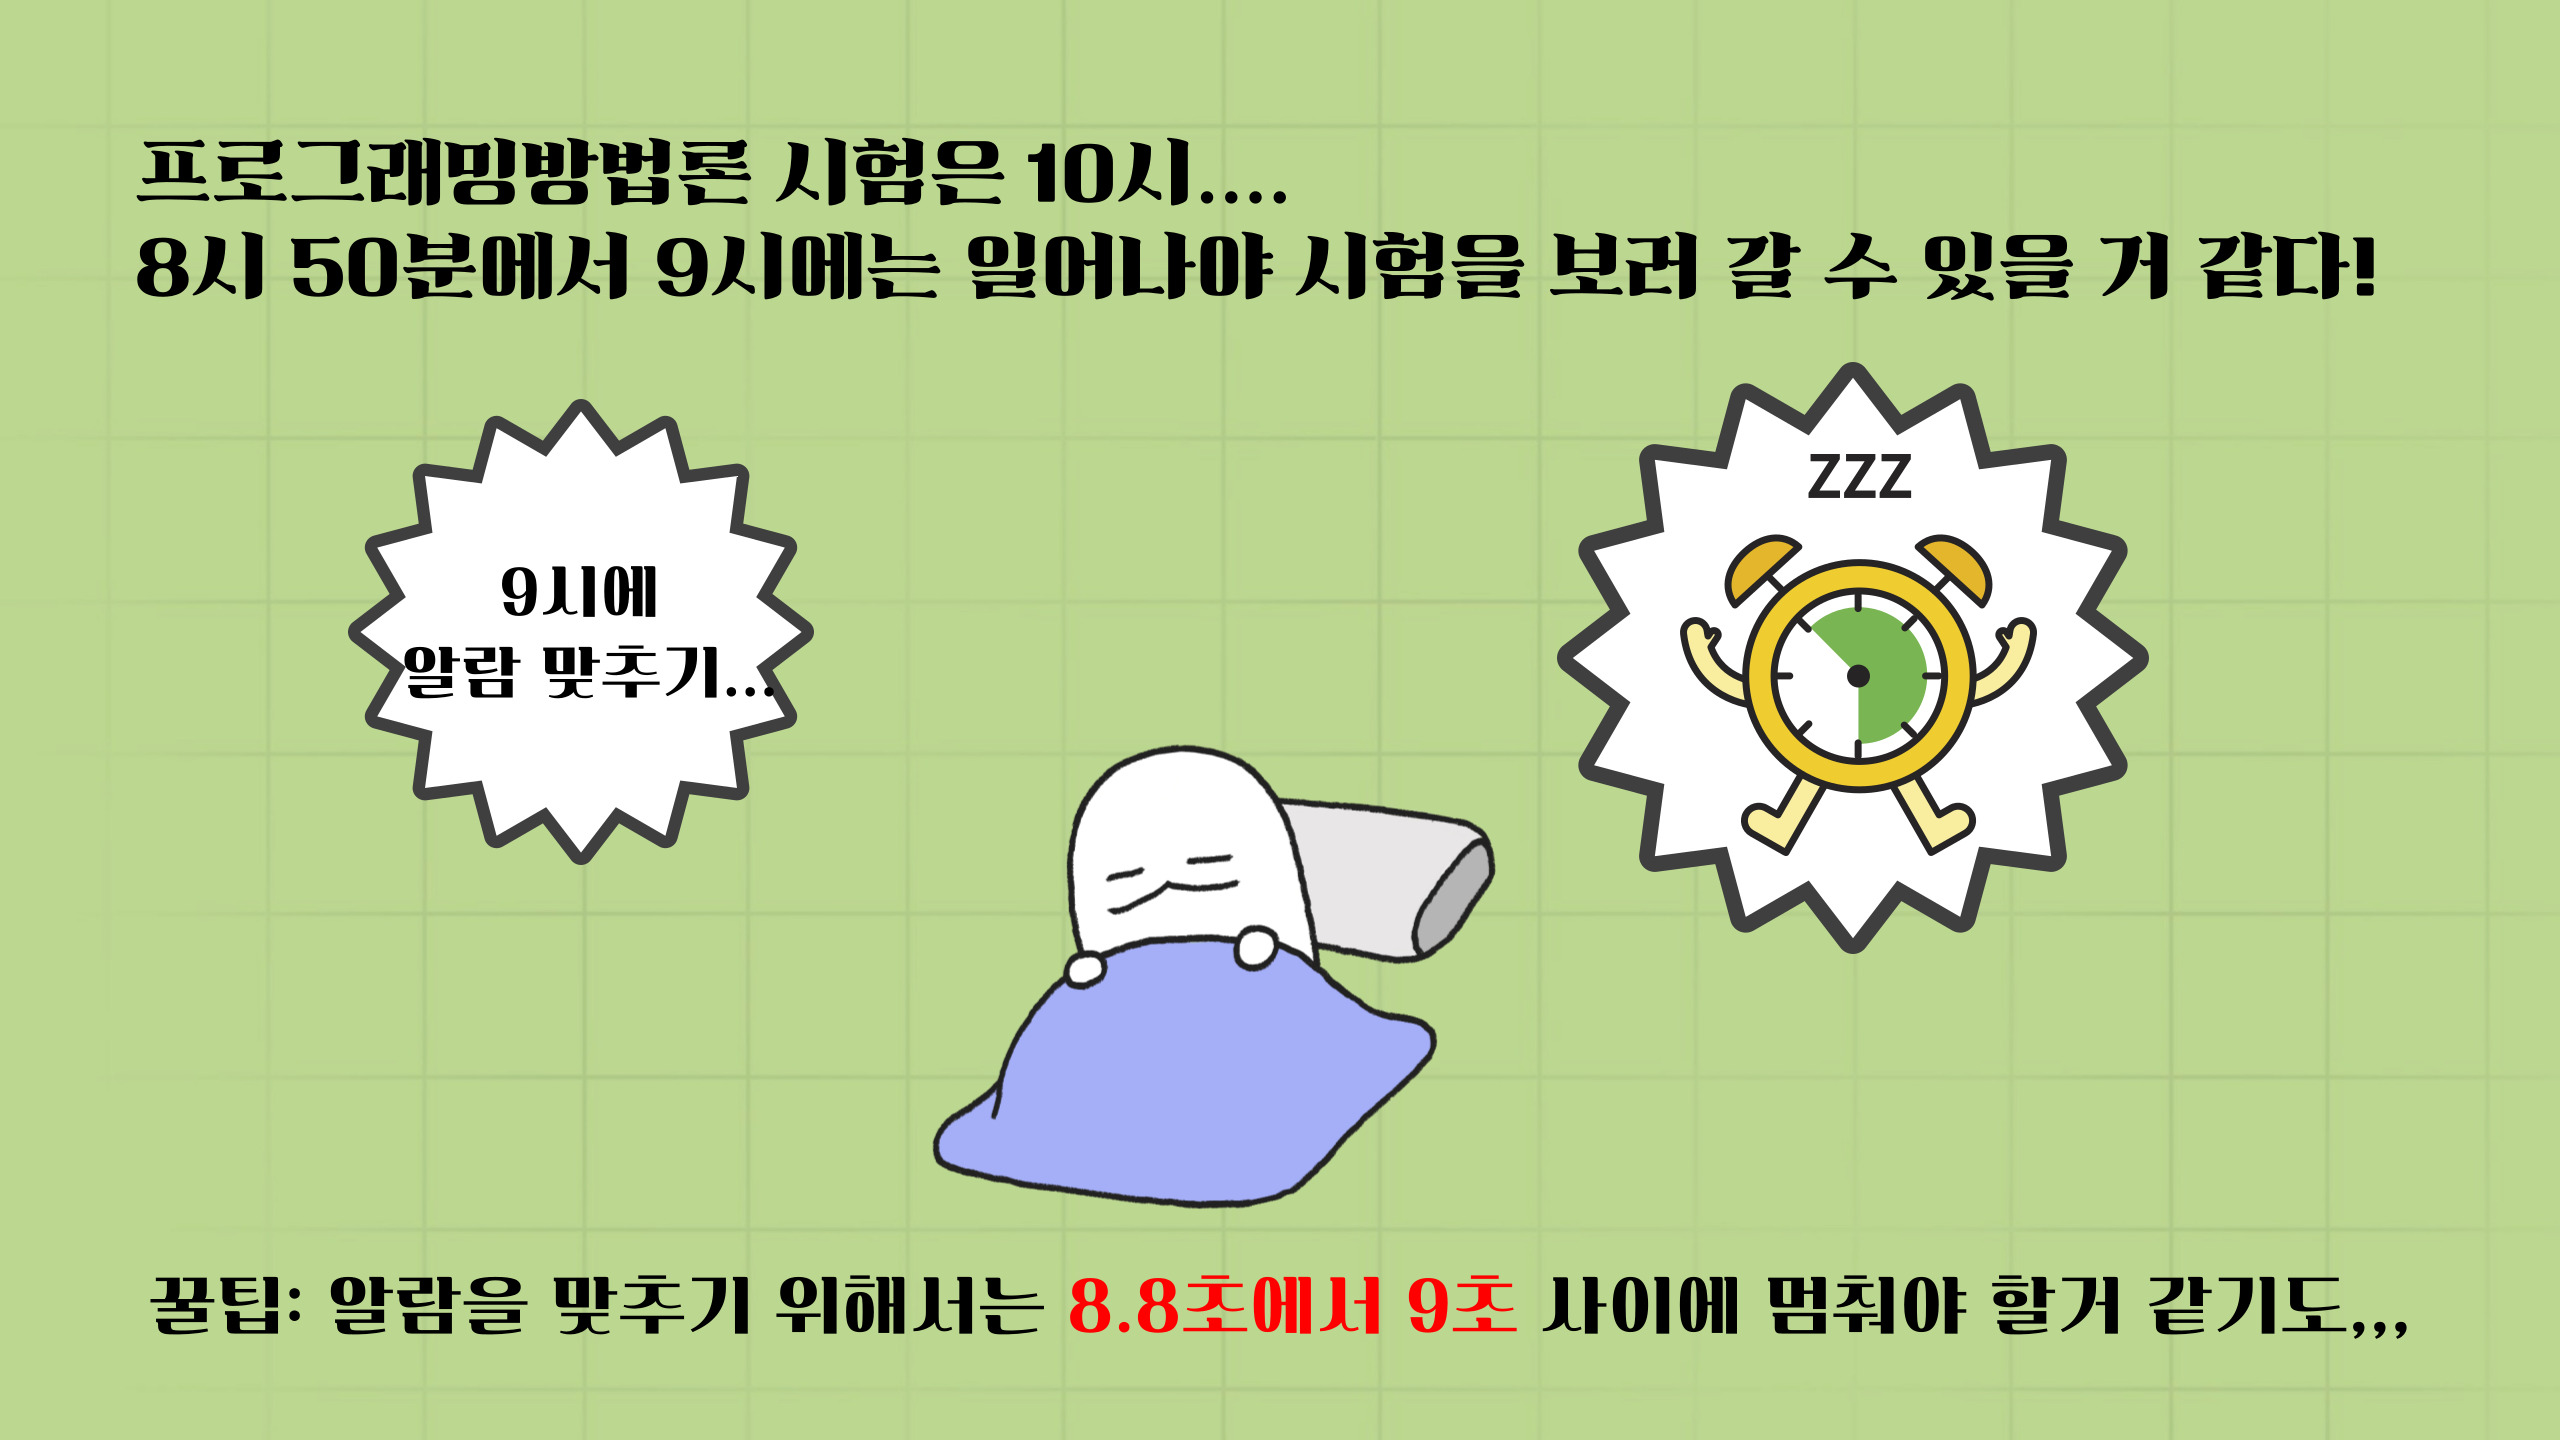 프로그래밍방법론 시험은 10시....
8시 50분에서 9시에는 일어나야 시험을 보러 갈 수 있을 거 같다!
zzz
9시에
알람 맞추기...
꿀팁: 알람을 맞추기 위해서는 8.8초에서 9초 사이에 멈춰야 할거 같기도,,,